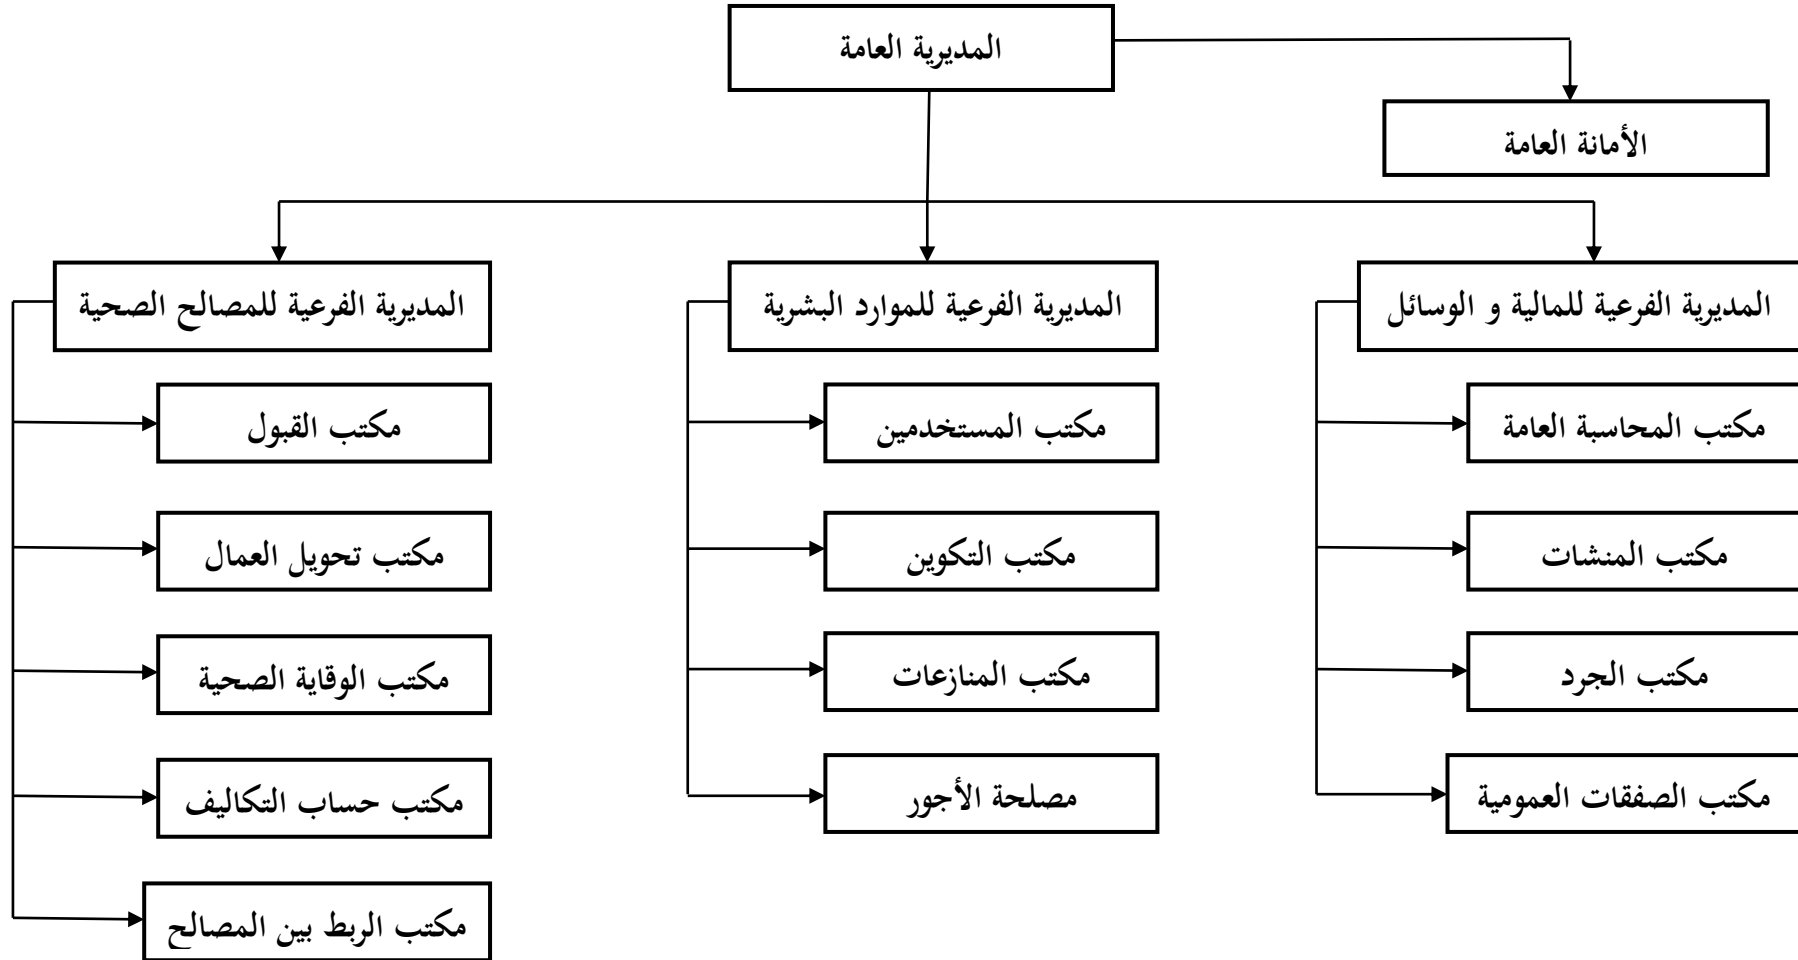 المديرية العامة
الأمانة العامة
المديرية الفرعية للمالية و الوسائل
المديرية الفرعية للموارد البشرية
المديرية الفرعية للمصالح الصحية
مكتب المحاسبة العامة
مكتب المستخدمين
مكتب القبول
مكتب المنشات
مكتب التكوين
مكتب تحويل العمال
مكتب الجرد
مكتب المنازعات
مكتب الوقاية الصحية
مكتب الصفقات العمومية
مصلحة الأجور
مكتب حساب التكاليف
مكتب الربط بين المصالح